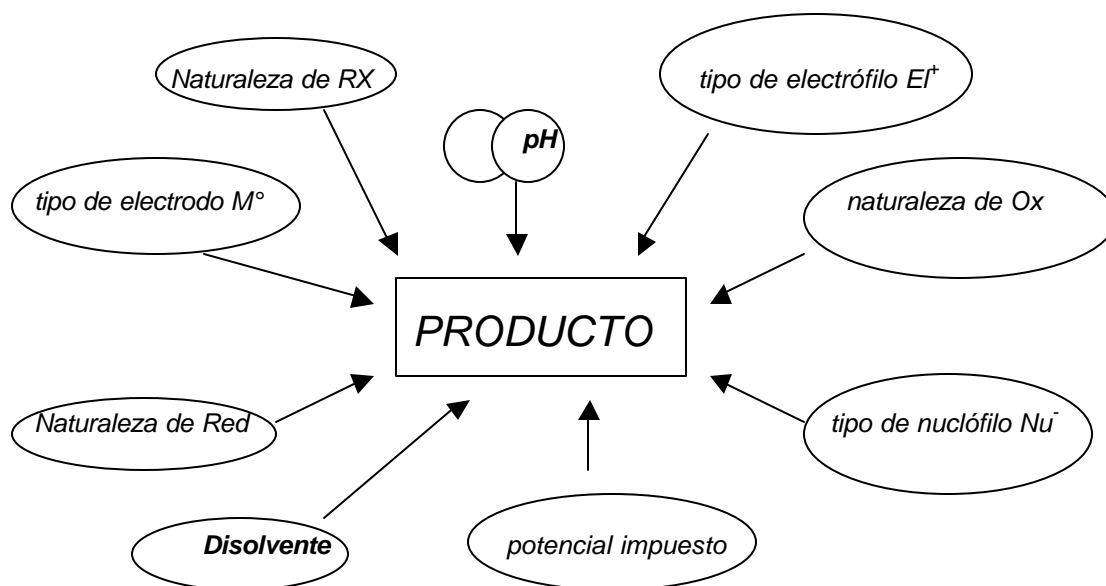 Naturaleza de RX
tipo de electrófilo El⁺
pH
tipo de electrodo M°
naturaleza de Ox
PRODUCTO
Naturaleza de Red
tipo de nuclófilo Nu⁻
Disolvente
potencial impuesto